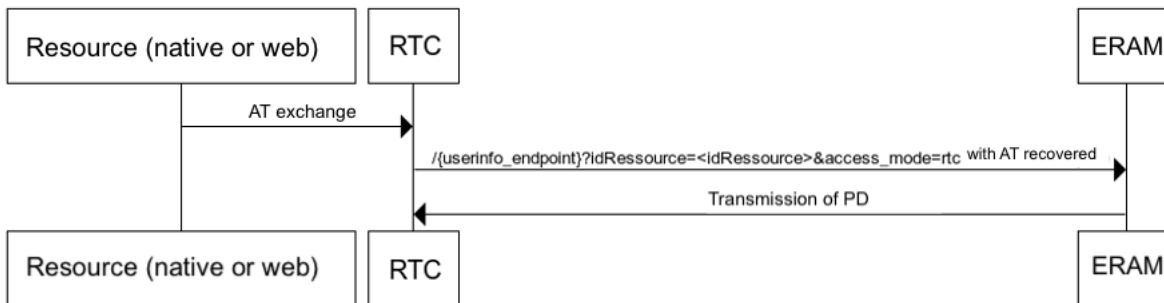 Resource (native or web)
RTC
ERAM
AT exchange
/{userinfo_endpoint}?idRessource=<idRessource>&access_mode=rtc with AT recovered
Transmission of PD
Resource (native or web)
RTC
ERAM